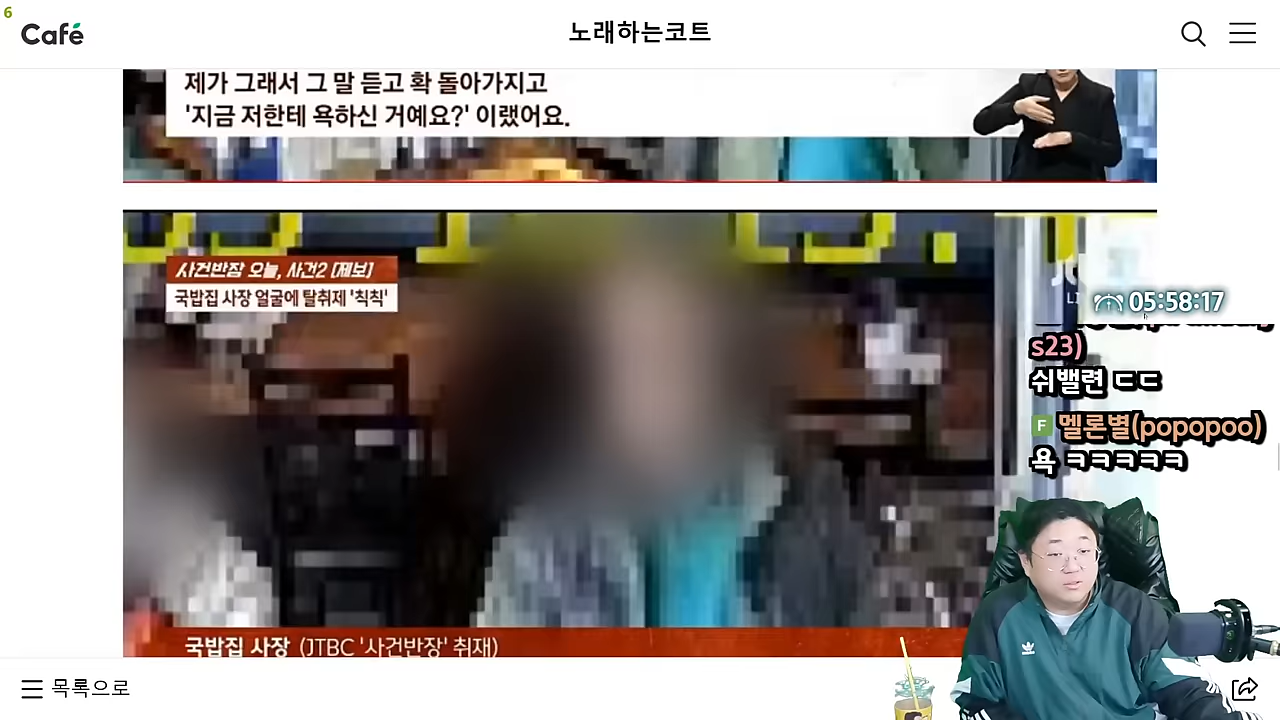 6
Café
노래하는코트
제가 그래서 그 말 듣고 확 돌아가지고
'지금 저한테 욕하신 거예요?' 이랬어요.
사건반장 오늘, 사건2 [제보]
국밥집 사장 얼굴에 탈취제 '칙칙'
05:58:17
s23)
쉬밸련 ㄷㄷ
F 멜론별(popopoo)
욕 ㅋㅋㅋㅋㅋ
국밥집 사장 (JTBC '사건반장' 취재)
목록으로